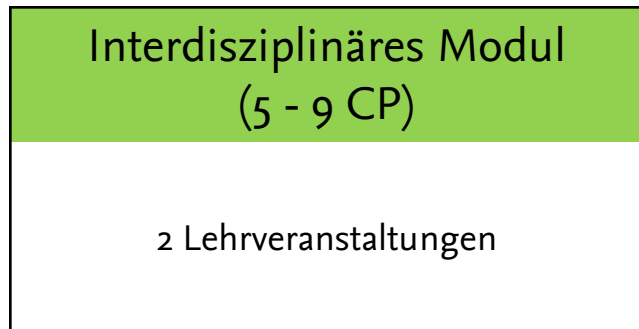 Interdisziplinäres Modul
(5 - 9 CP)
2 Lehrveranstaltungen